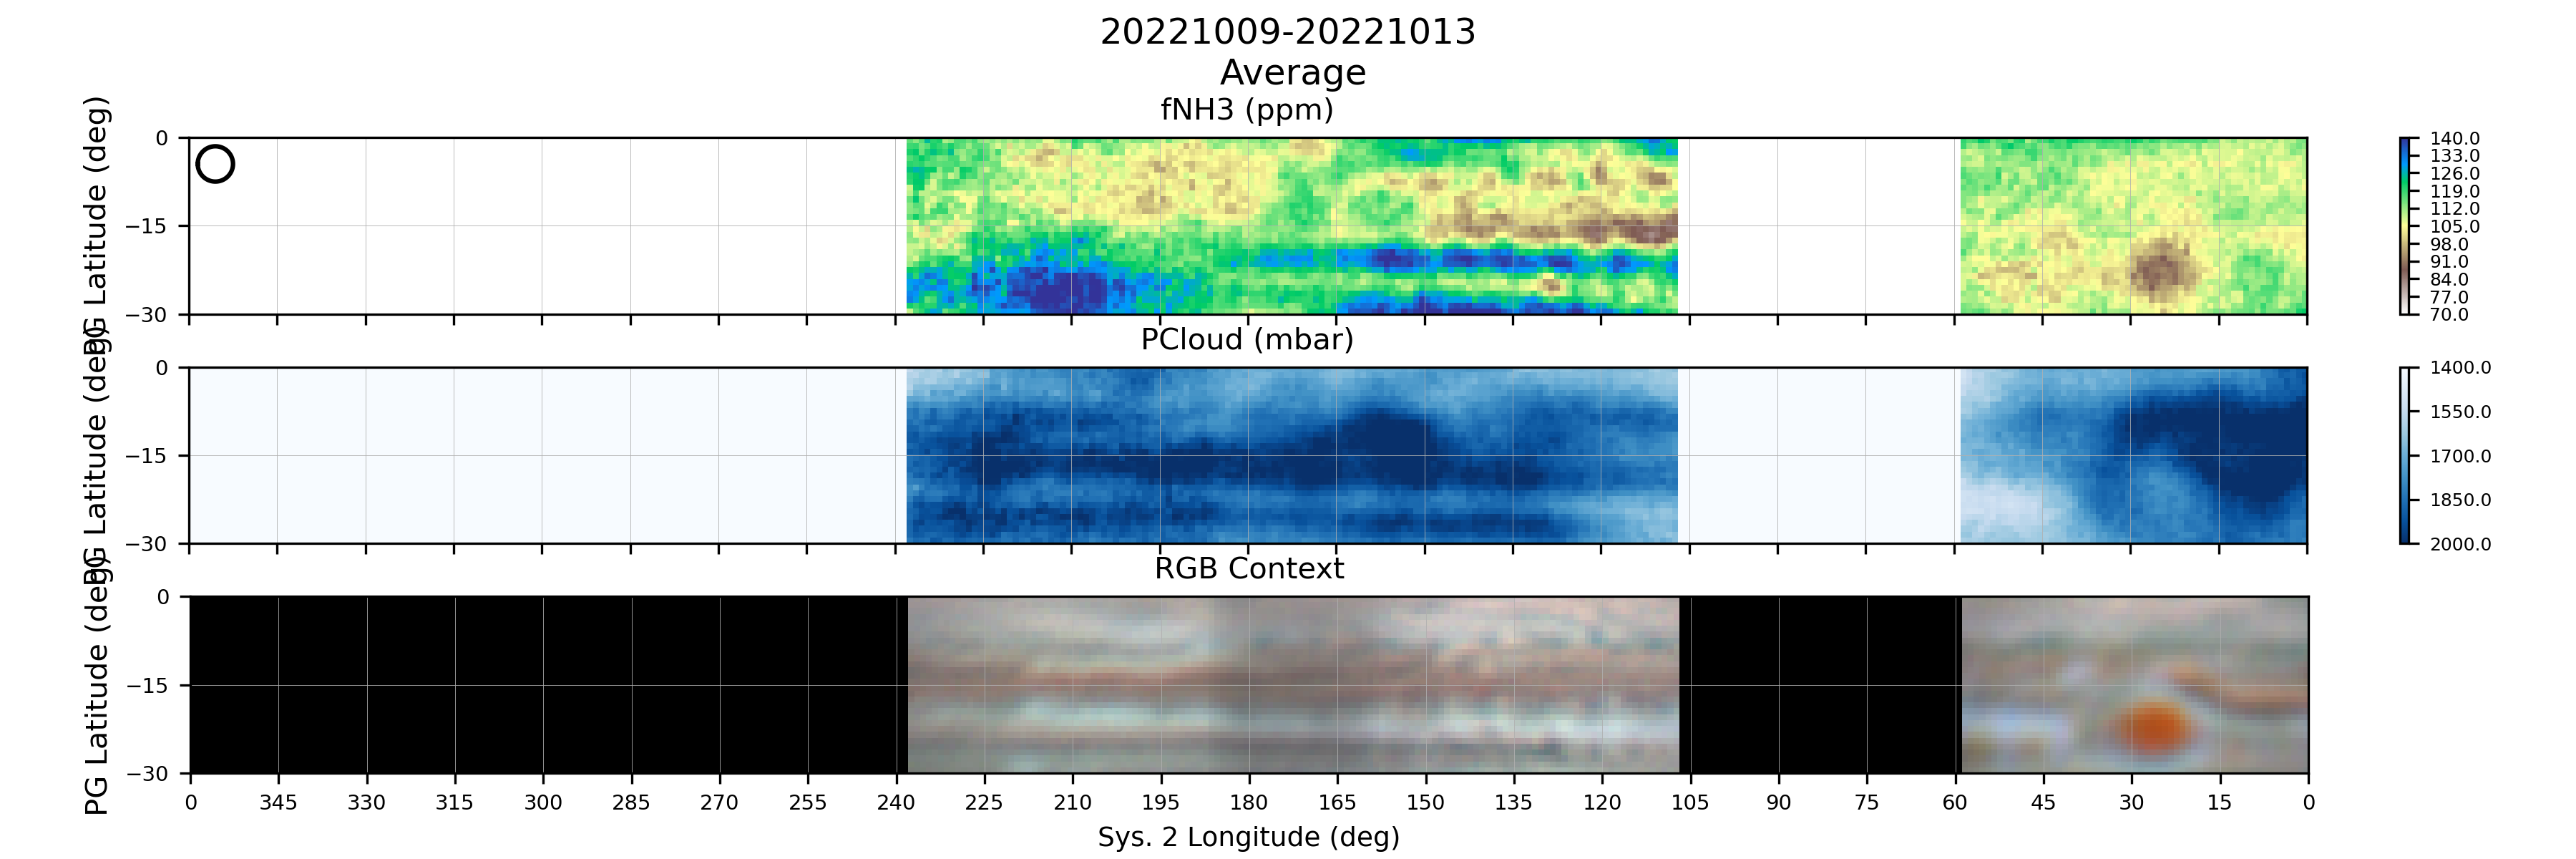 20221009-20221013
Average
fNH3 (ppm)
PG Latitude (deg)
0
−15
−30
140.0
133.0
126.0
119.0
112.0
105.0
98.0
91.0
84.0
77.0
70.0
PCloud (mbar)
PG Latitude (deg)
0
−15
−30
1400.0
1550.0
1700.0
1850.0
2000.0
RGB Context
PG Latitude (deg)
0
−15
−30
0 345 330 315 300 285 270 255 240 225 210 195 180 165 150 135 120 105 90 75 60 45 30 15 0
Sys. 2 Longitude (deg)